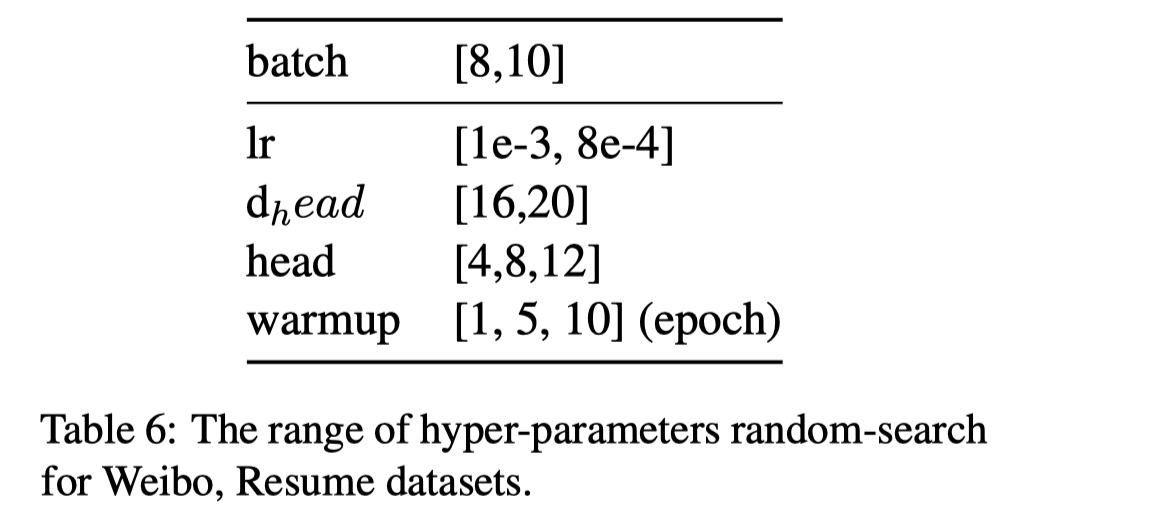 batch [8,10]
lr [1e-3, 8e-4]
dₕead [16,20]
head [4,8,12]
warmup [1, 5, 10] (epoch)
Table 6: The range of hyper-parameters random-search
for Weibo, Resume datasets.